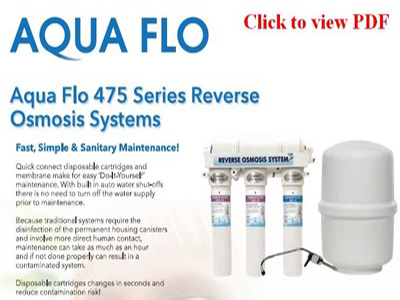 AQUA FLO
Click to view PDF
Aqua Flo 475 Series Reverse
Osmosis Systems
Fast, Simple & Sanitary Maintenance!
Quick connect disposable cartridges and
membrane make for easy "Do-It-Yourself"
maintenance. With built in auto water shut-offs
there is no need to turn off the water supply
prior to maintenance.
Because traditional systems require the
disinfection of the permanent housing canisters
and involve more direct human contact,
maintenance can take as much as an hour
and if not done properly can result in a
contaminated system.
Disposable cartridges changes in seconds and
reduce contamination risk!
REVERSE OSMOSIS SYSTEM